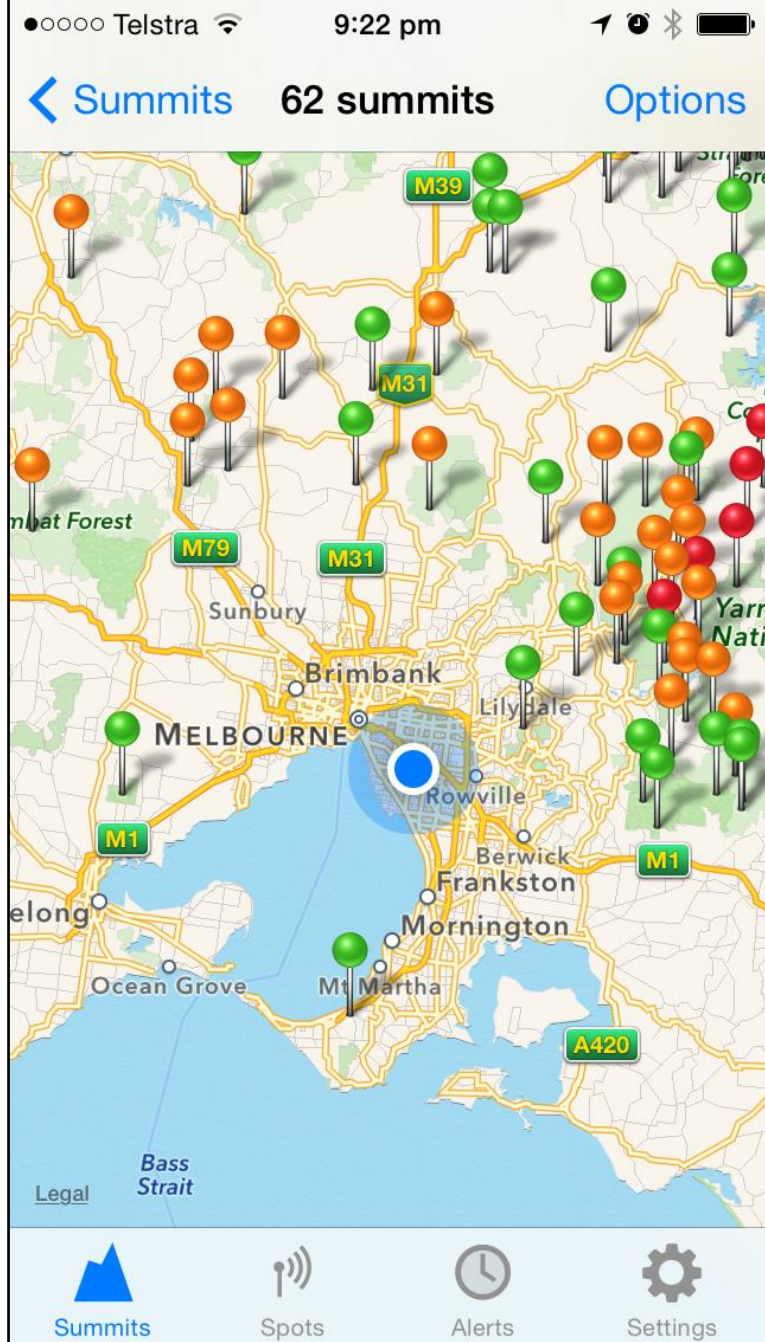 Telstra 9:22 pm
Summits 62 summits Options
M39
M31
mbat Forest
M79
M31
Sunbury
Brimbank
Lilydale
MELBOURNE
Rowville
M1
Berwick
M1
Frankston
elong
Mornington
Ocean Grove
Mt Martha
A420
Bass
Strait
Legal
Summits Spots Alerts Settings